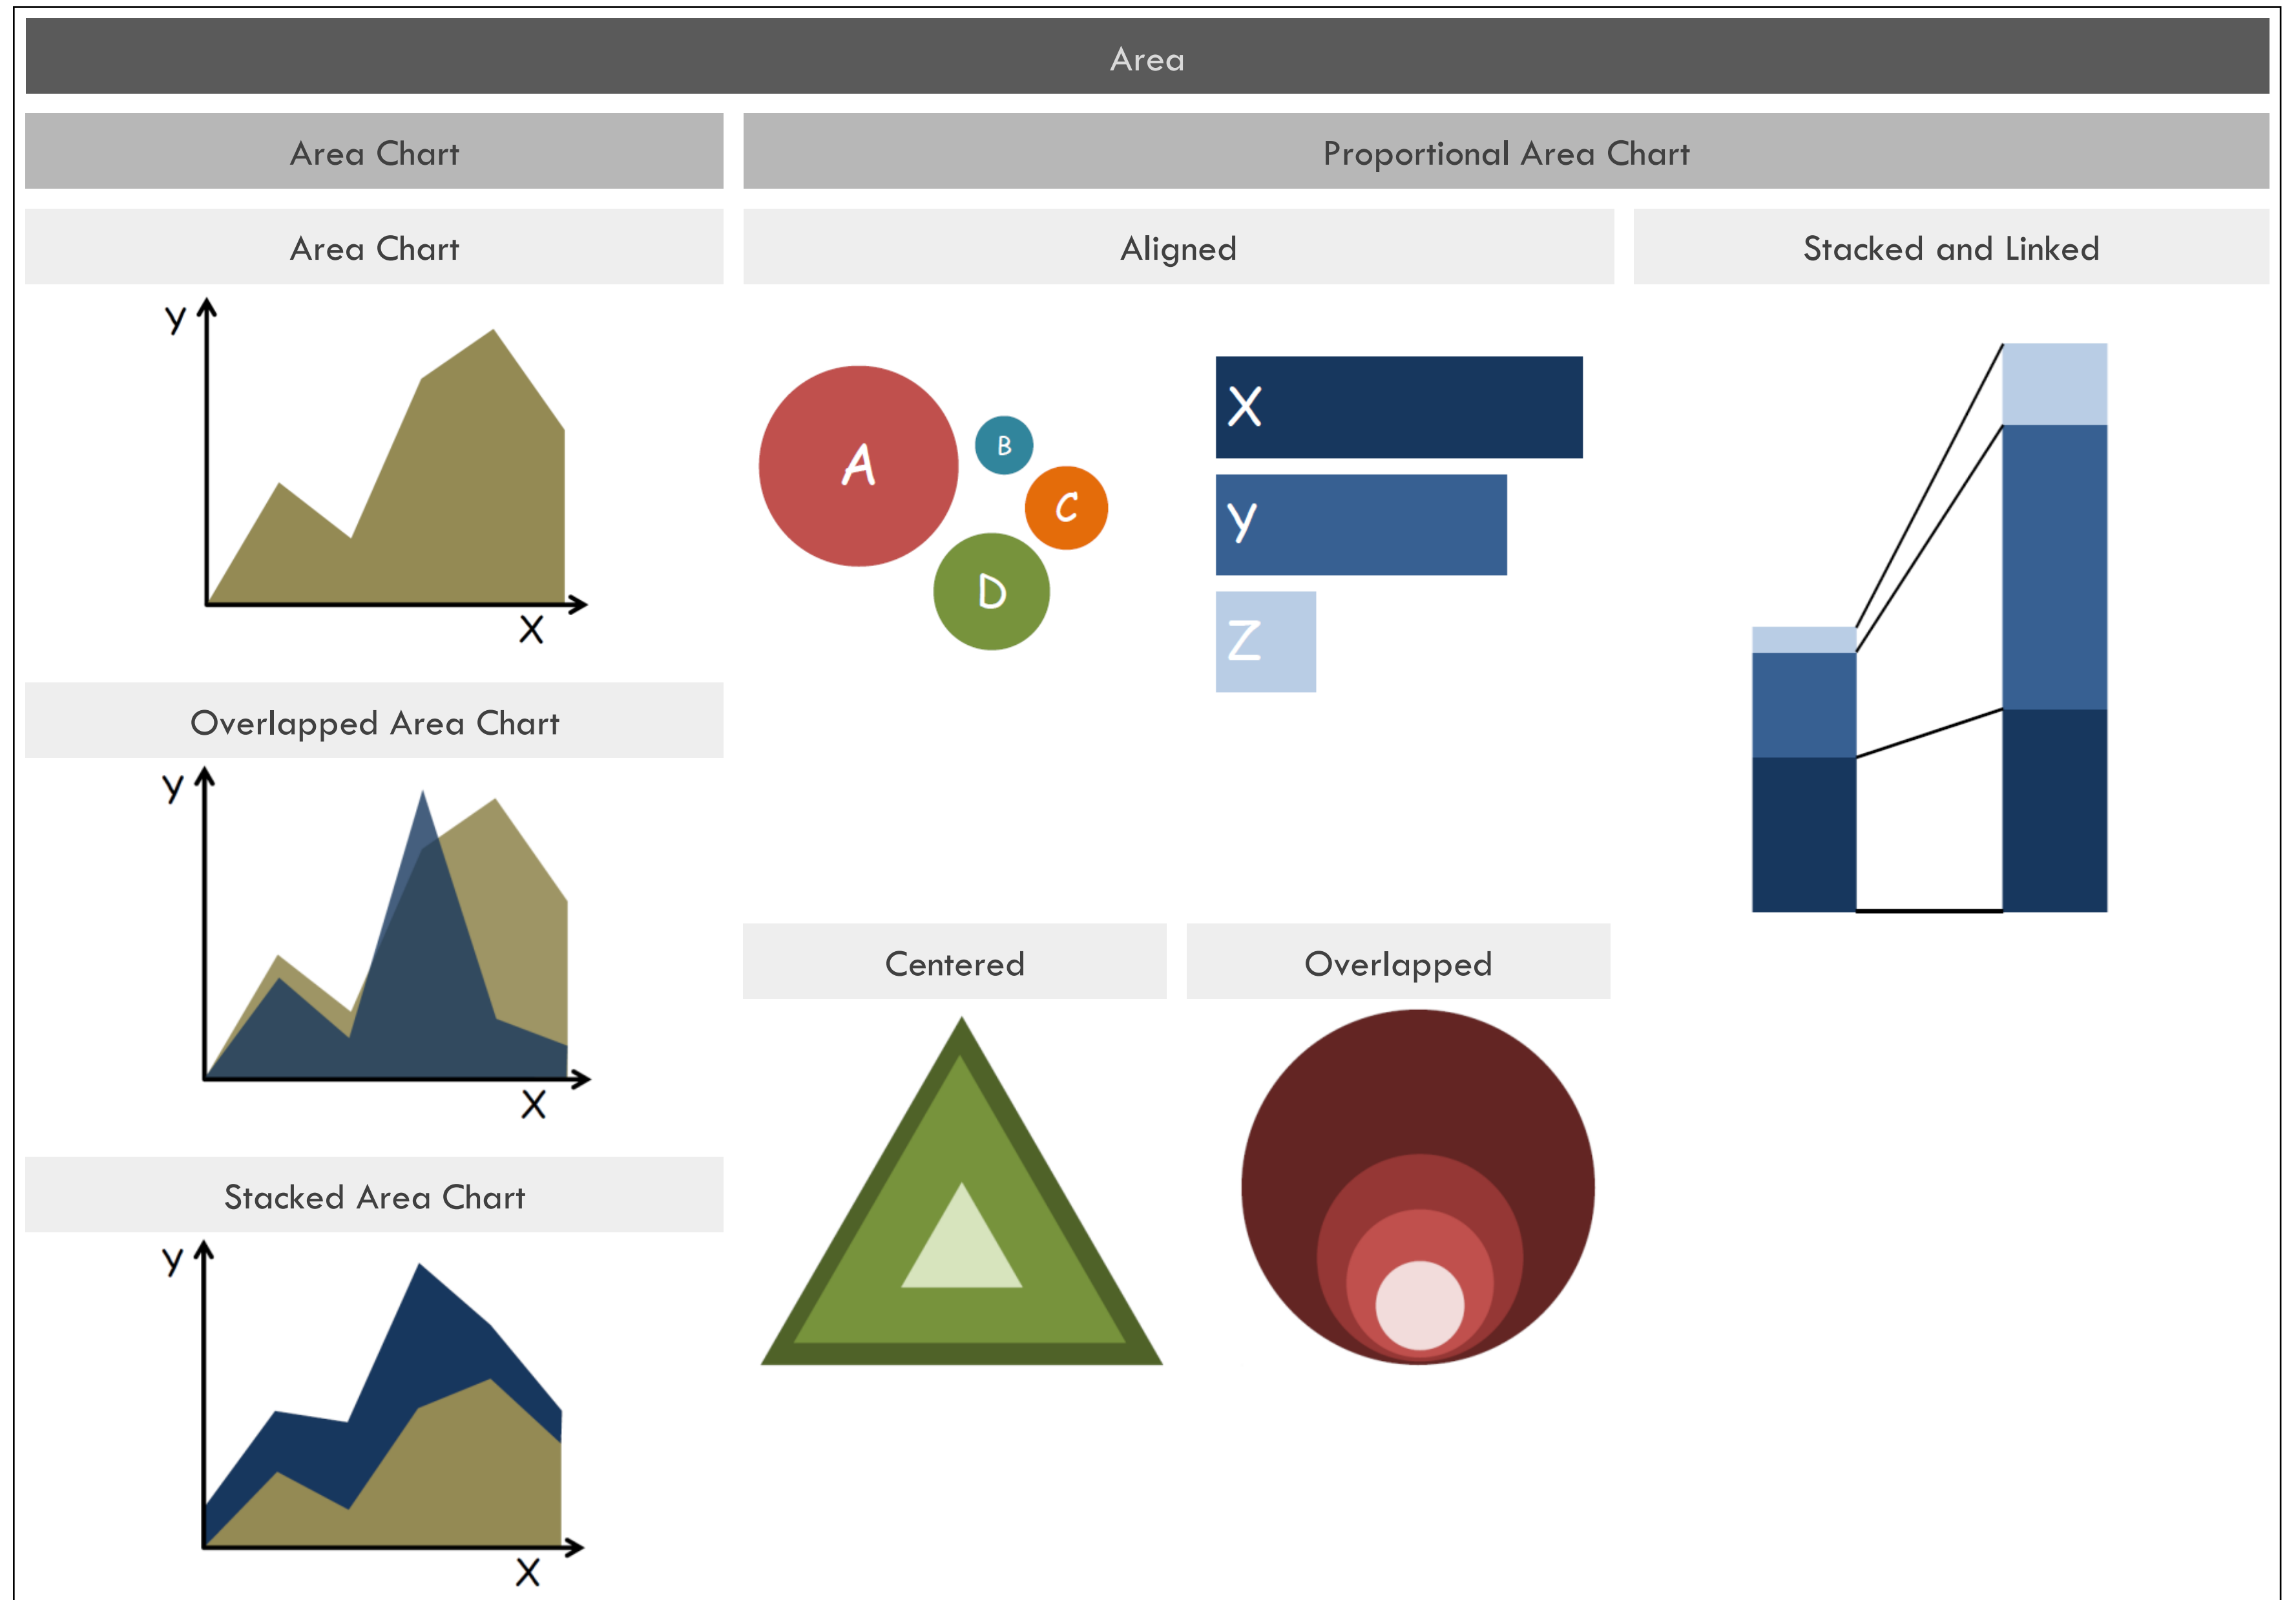 Area
Area Chart
Proportional Area Chart
Area Chart
Aligned
Stacked and Linked
y
X
A
B
C
D
X
y
Z
Overlapped Area Chart
y
X
Centered
Overlapped
Stacked Area Chart
y
X